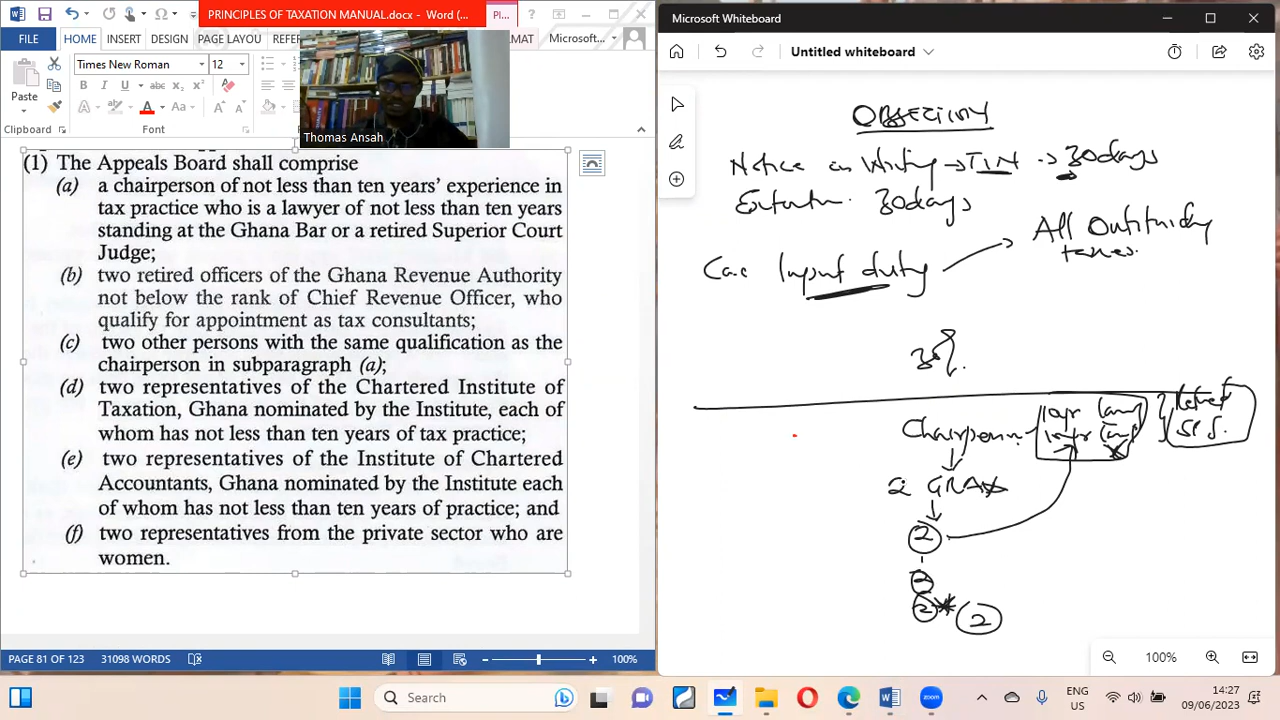 PRINCIPLES OF TAXATION MANUAL.docx - Word (...
FILE HOME INSERT DESIGN PAGE LAYOU REFER
MAT Microsoft...
Paste
Times New Roman 12
Clipboard Font
Thomas Ansah
(1) The Appeals Board shall comprise
(a) a chairperson of not less than ten years' experience in
tax practice who is a lawyer of not less than ten years
standing at the Ghana Bar or a retired Superior Court
Judge;
(b) two retired officers of the Ghana Revenue Authority
not below the rank of Chief Revenue Officer, who
qualify for appointment as tax consultants;
(c) two other persons with the same qualification as the
chairperson in subparagraph (a);
(d) two representatives of the Chartered Institute of
Taxation, Ghana nominated by the Institute, each of
whom has not less than ten years of tax practice;
(e) two representatives of the Institute of Chartered
Accountants, Ghana nominated by the Institute each
of whom has not less than ten years of practice; and
(f) two representatives from the private sector who are
women.
PAGE 81 OF 123 31098 WORDS 100%
Microsoft Whiteboard
Untitled whiteboard
Notice in Writing → TIN → 30days
30days
duty
All
taxes
Chairperson
2 GRA
2
2
2 2
100%
Search
ENG
US
14:27
09/06/2023